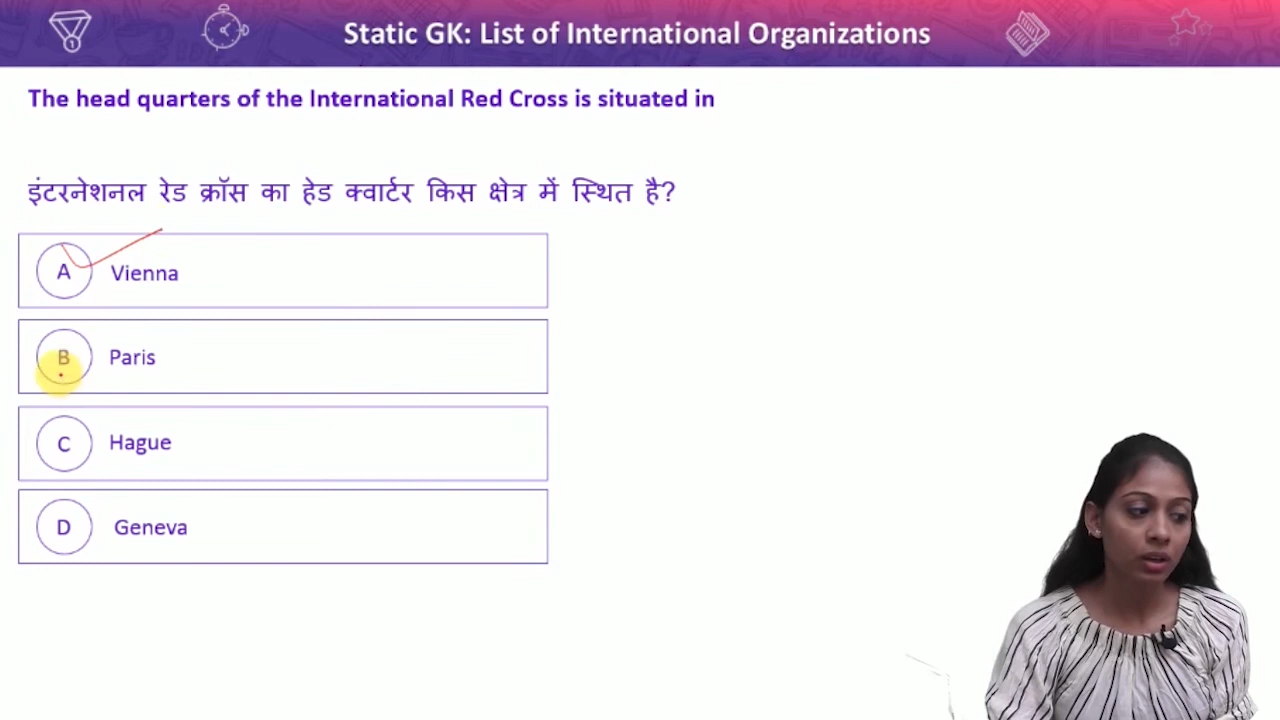 Static GK: List of International Organizations
The head quarters of the International Red Cross is situated in
इंटरनेशनल रेड क्रॉस का हेड क्वार्टर किस क्षेत्र में स्थित है?
A Vienna
B Paris
C Hague
D Geneva